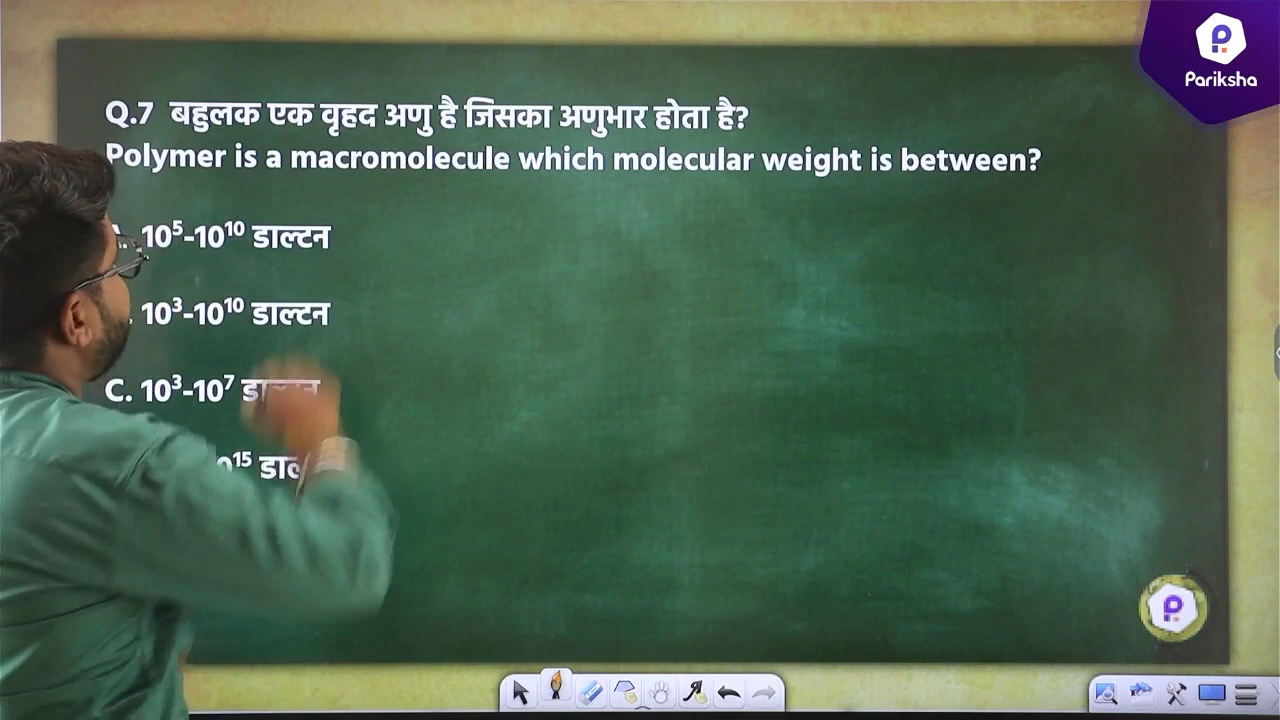 Pariksha
Q.7 बहुलक एक वृहद अणु है जिसका अणुभार होता है?
Polymer is a macromolecule which molecular weight is between?
A. 10⁵-10¹⁰ डाल्टन
10³-10¹⁰ डाल्टन
C. 10³-10⁷ डाल्टन